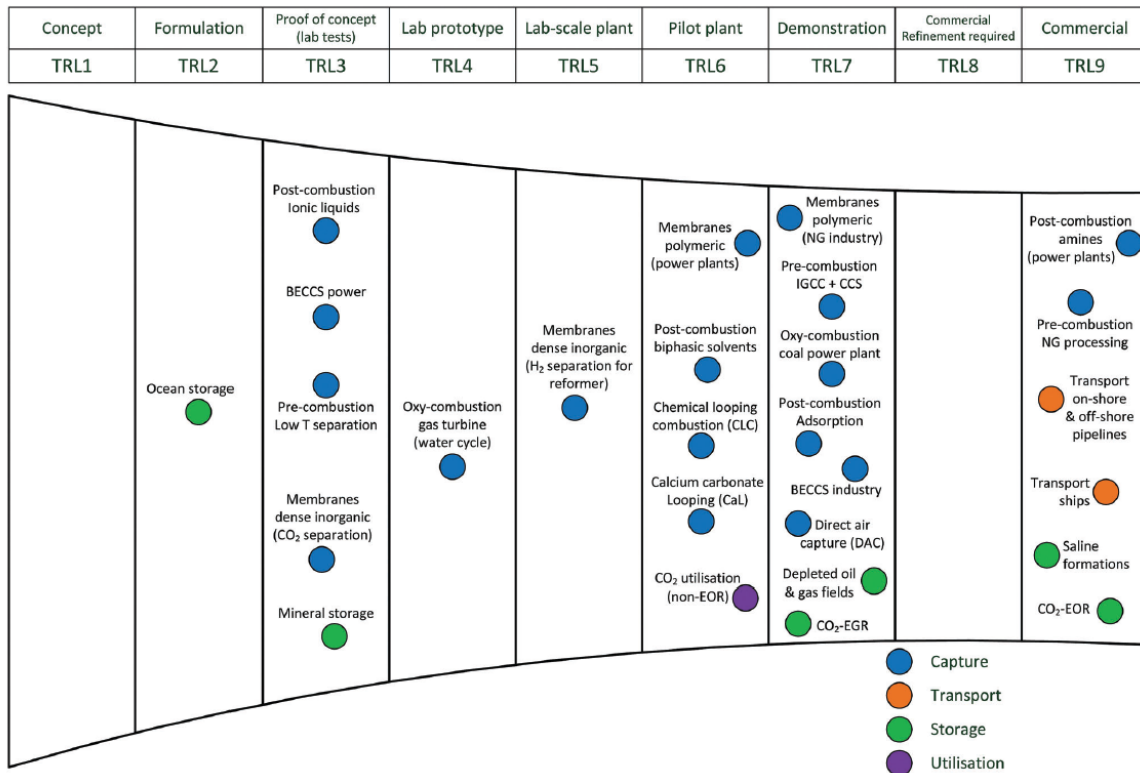 Concept
Formulation
Proof of concept
(lab tests)
Lab prototype
Lab-scale plant
Pilot plant
Demonstration
Commercial
Refinement required
Commercial
TRL1
TRL2
TRL3
TRL4
TRL5
TRL6
TRL7
TRL8
TRL9
Ocean storage
Post-combustion
Ionic liquids
BECCS power
Pre-combustion
Low T separation
Membranes
dense inorganic
(CO₂ separation)
Mineral storage
Oxy-combustion
gas turbine
(water cycle)
Membranes
dense inorganic
(H₂ separation for
reformer)
Membranes
polymeric
(power plants)
Post-combustion
biphasic solvents
Chemical looping
combustion (CLC)
Calcium carbonate
Looping (CaL)
CO₂ utilisation
(non-EOR)
Membranes
polymeric
(NG industry)
Pre-combustion
IGCC + CCS
Oxy-combustion
coal power plant
Post-combustion
Adsorption
BECCS industry
Direct air
capture (DAC)
Depleted oil
& gas fields
CO₂-EGR
Post-combustion
amines
(power plants)
Pre-combustion
NG processing
Transport
on-shore
& off-shore
pipelines
Transport
ships
Saline
formations
CO₂-EOR
Capture
Transport
Storage
Utilisation